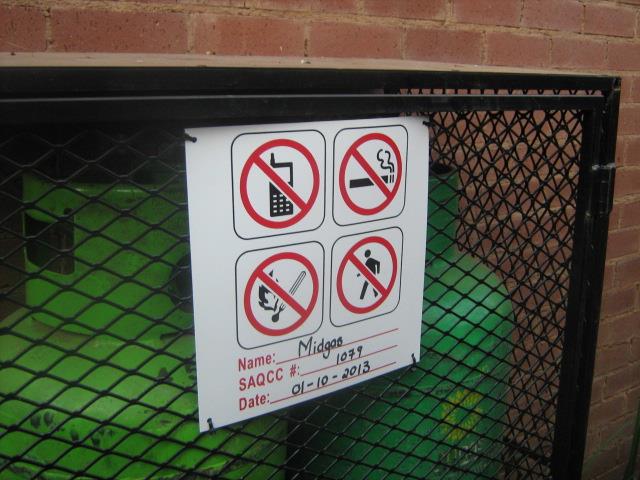 Name: Midgas
SAQCC #: 1079
Date: 01-10-2013